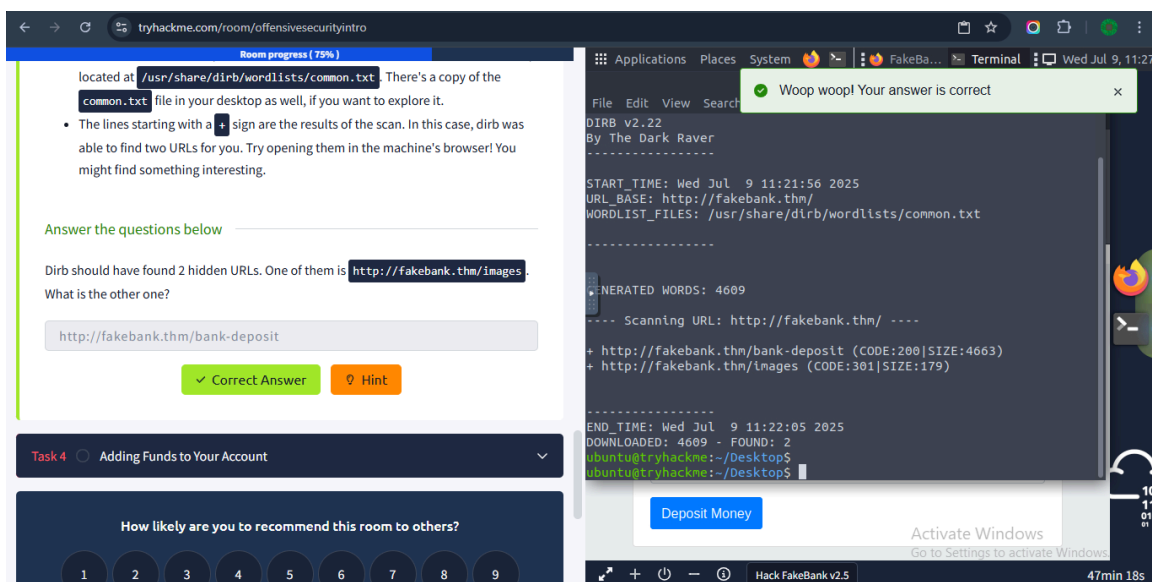 tryhackme.com/room/offensivesecurityintro
Room progress ( 75% )
located at /usr/share/dirb/wordlists/common.txt . There's a copy of the
common.txt file in your desktop as well, if you want to explore it.
The lines starting with a + sign are the results of the scan. In this case, dirb was
able to find two URLs for you. Try opening them in the machine's browser! You
might find something interesting.
Answer the questions below
Dirb should have found 2 hidden URLs. One of them is http://fakebank.thm/images .
What is the other one?
http://fakebank.thm/bank-deposit
Correct Answer
Hint
Task 4 Adding Funds to Your Account
How likely are you to recommend this room to others?
1 2 3 4 5 6 7 8 9
Applications Places System FakeBa... Terminal Wed Jul 9, 11:27
Woop woop! Your answer is correct
File Edit View Search
DIRB v2.22
By The Dark Raver
-----------------
START_TIME: Wed Jul  9 11:21:56 2025
URL_BASE: http://fakebank.thm/
WORDLIST_FILES: /usr/share/dirb/wordlists/common.txt
-----------------
ENERATED WORDS: 4609
---- Scanning URL: http://fakebank.thm/ ----
+ http://fakebank.thm/bank-deposit (CODE:200|SIZE:4663)
+ http://fakebank.thm/images (CODE:301|SIZE:179)
-----------------
END_TIME: Wed Jul  9 11:22:05 2025
DOWNLOADED: 4609 - FOUND: 2
ubuntu@tryhackme:~/Desktop$
ubuntu@tryhackme:~/Desktop$
Deposit Money
Activate Windows
Go to Settings to activate Windows.
Hack FakeBank v2.5
47min 18s